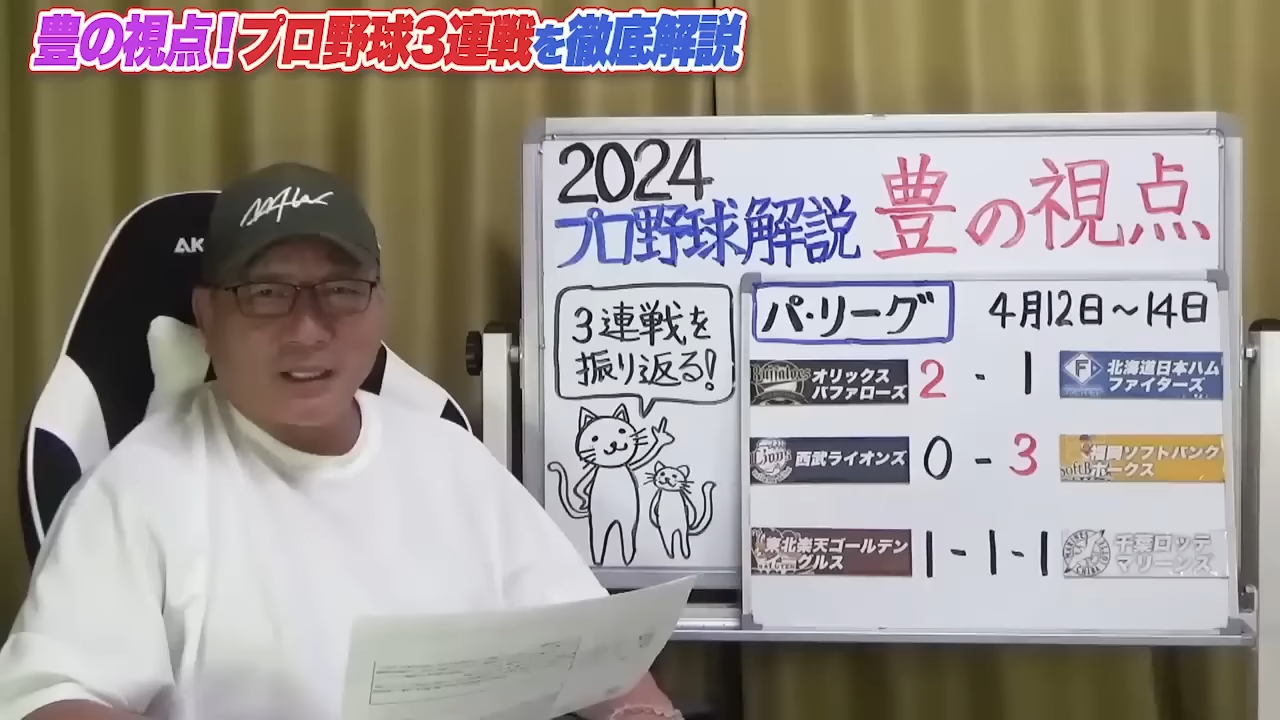 豊の視点!プロ野球3連戦を徹底解説
AK
2024
プロ野球解説 豊の視点
3連戦を
振り返る!
パ・リーグ 4月12日~14日
オリックス
バファローズ 2 - 1 北海道日本ハム
ファイターズ
Lions 西武ライオンズ 0 - 3 福岡ソフトバンク
ホークス
東北楽天ゴールデン
グルス 1 - 1 - 1 千葉ロッテ
マリーンズ